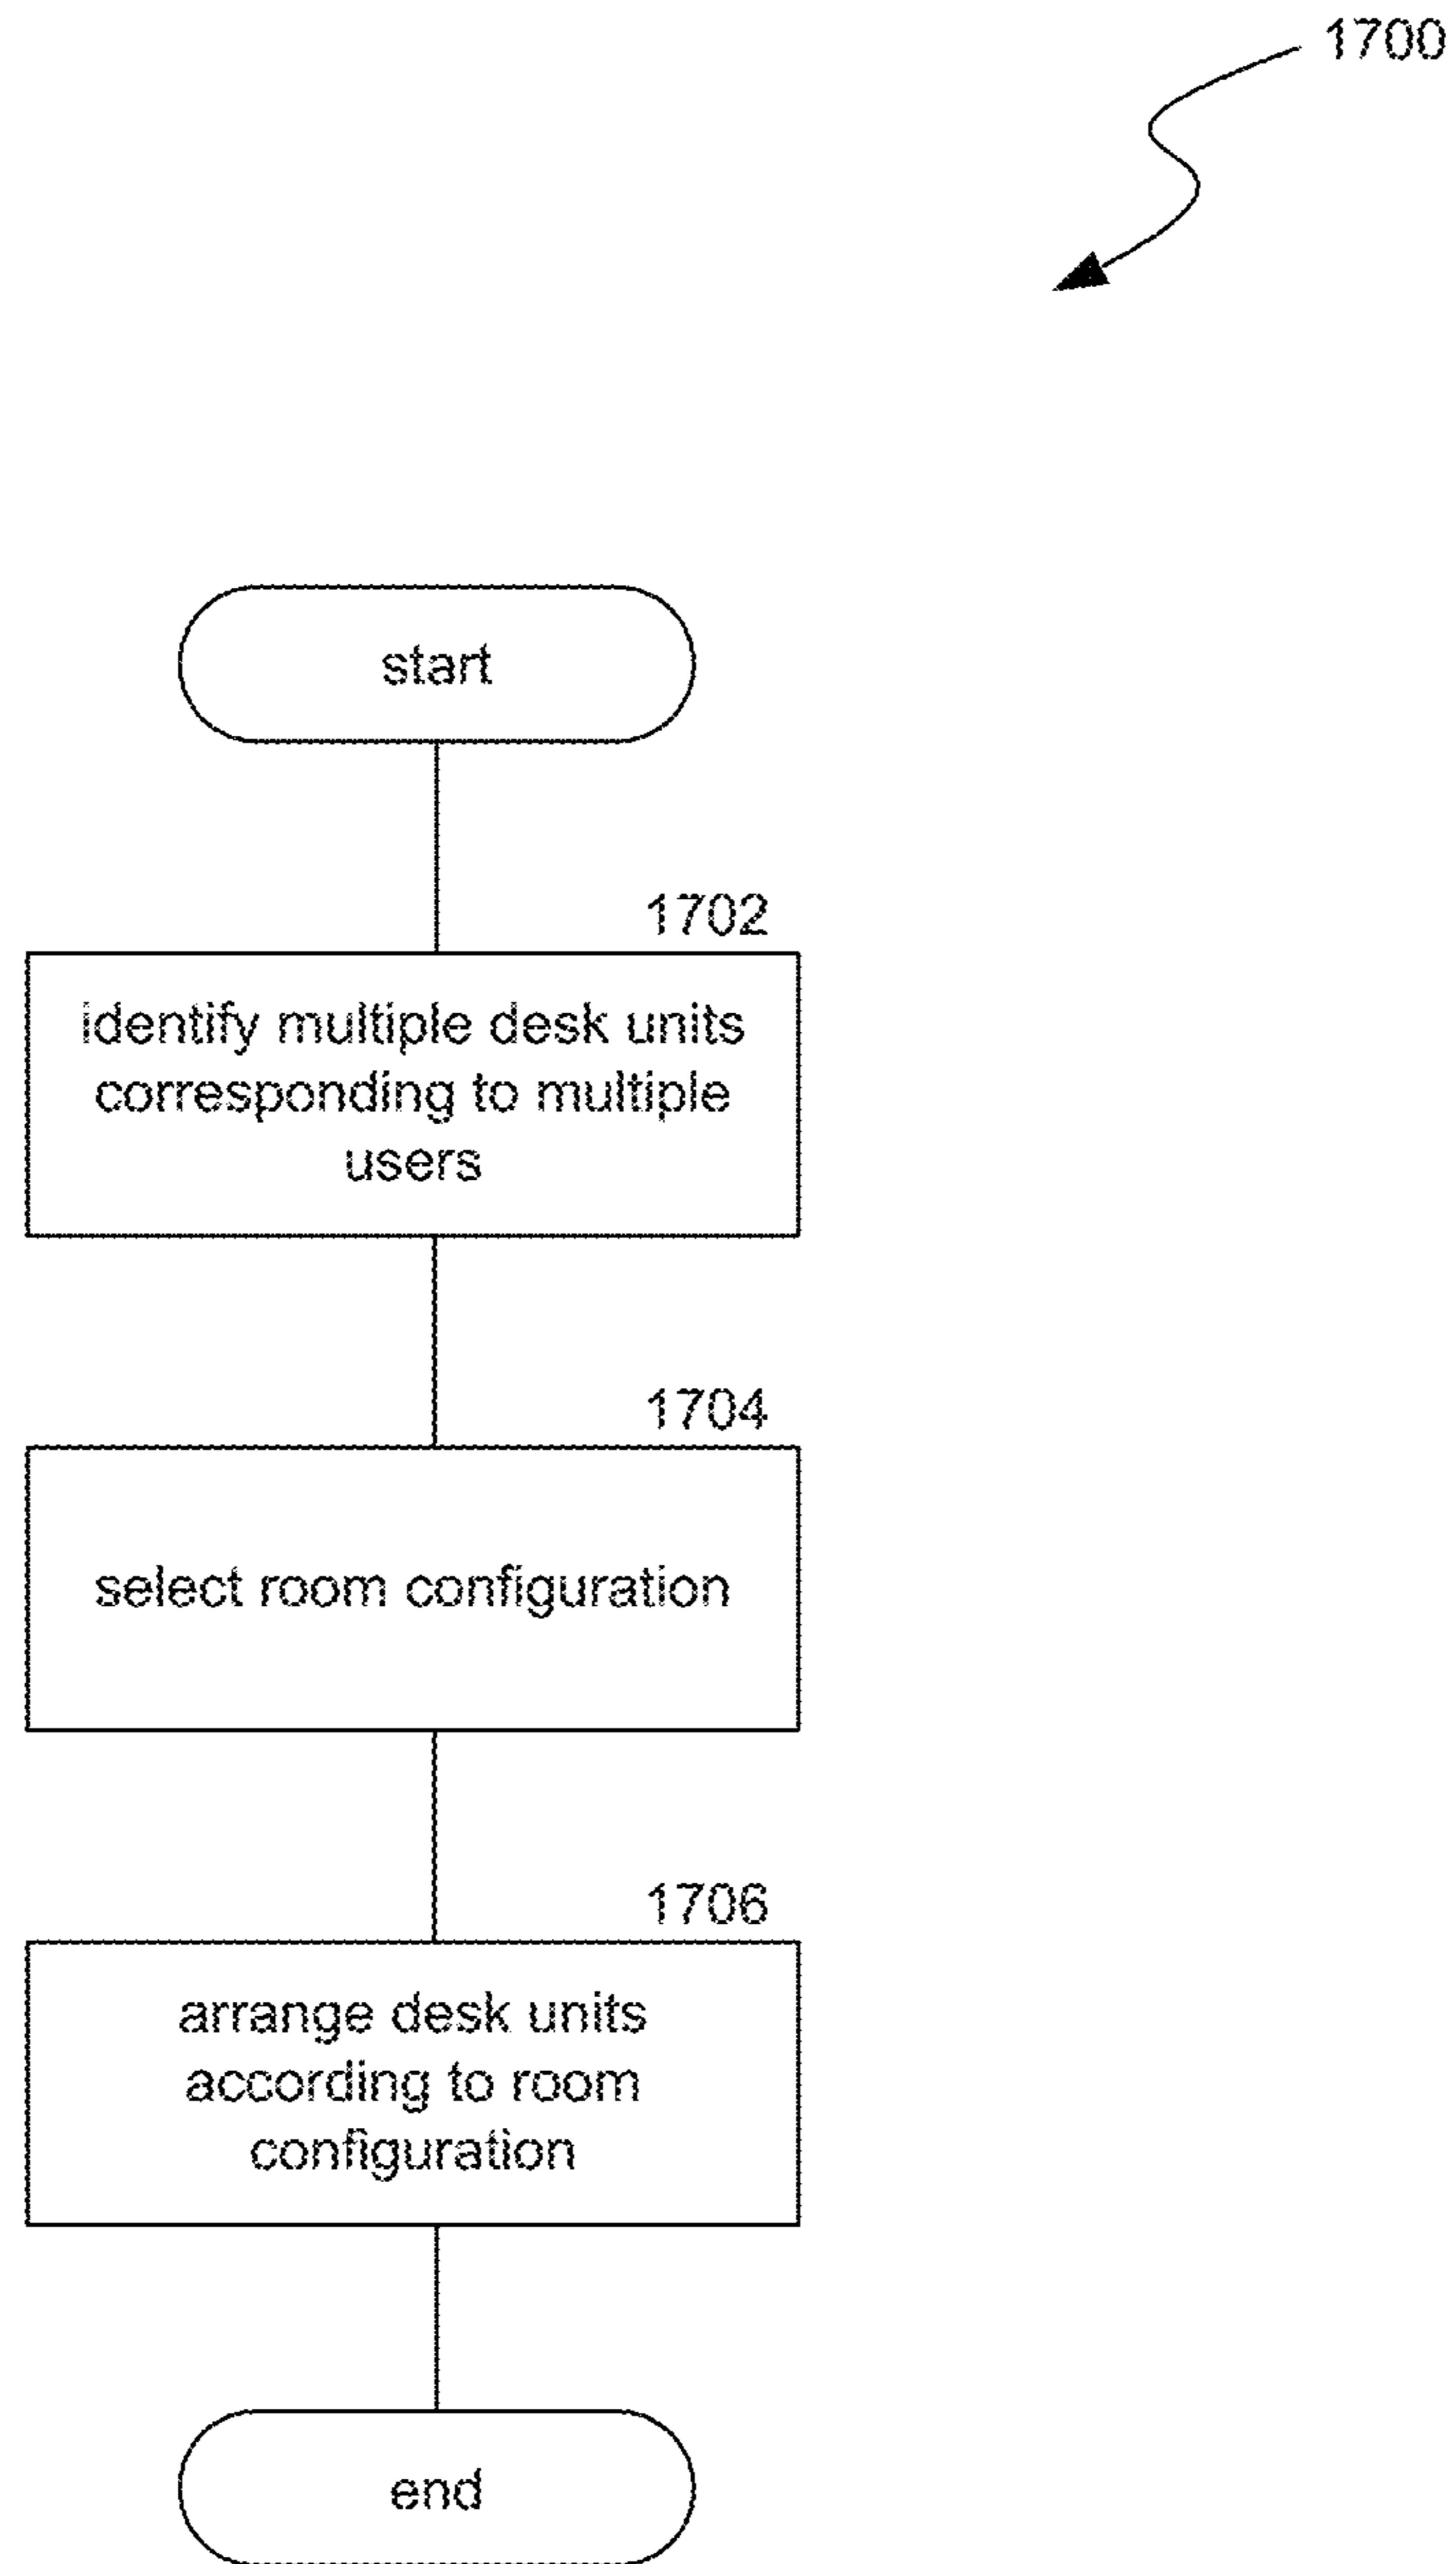 1700
start
1702
identify multiple desk units
corresponding to multiple
users
1704
select room configuration
1706
arrange desk units
according to room
configuration
end